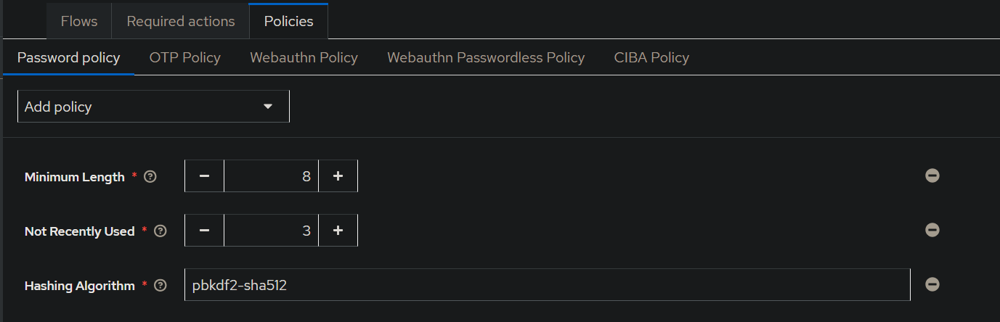 Flows Required actions Policies
Password policy OTP Policy Webauthn Policy Webauthn Passwordless Policy CIBA Policy
Add policy
Minimum Length * 8
Not Recently Used * 3
Hashing Algorithm * pbkdf2-sha512